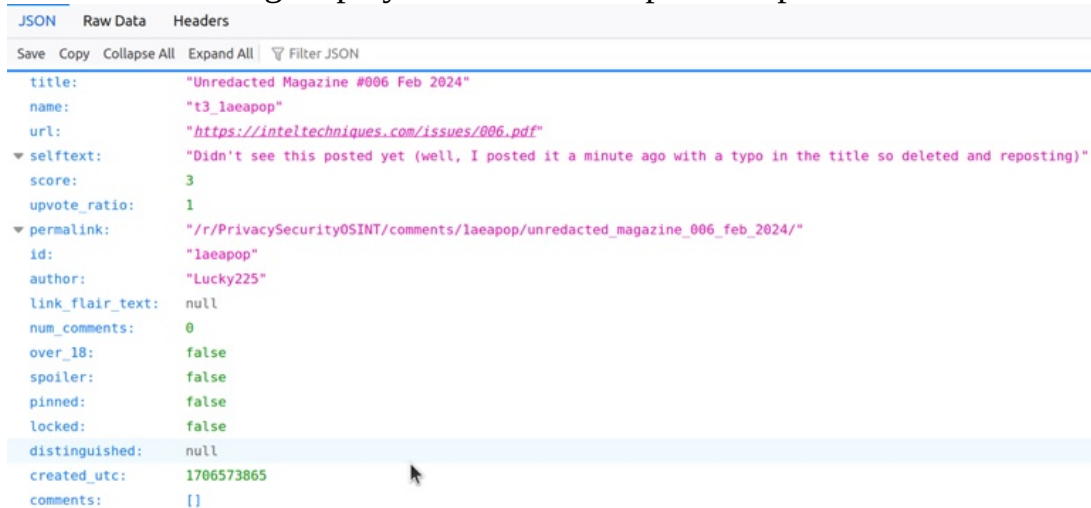 JSON Raw Data Headers
Save Copy Collapse All Expand All Filter JSON
title: "Unredacted Magazine #006 Feb 2024"
name: "t3_1aeapop"
url: "https://inteltechniques.com/issues/006.pdf"
selftext: "Didn't see this posted yet (well, I posted it a minute ago with a typo in the title so deleted and reposting)"
score: 3
upvote_ratio: 1
permalink: "/r/PrivacySecurityOSINT/comments/1aeapop/unredacted_magazine_006_feb_2024/"
id: "1aeapop"
author: "Lucky225"
link_flair_text: null
num_comments: 0
over_18: false
spoiler: false
pinned: false
locked: false
distinguished: null
created_utc: 1706573865
comments: []